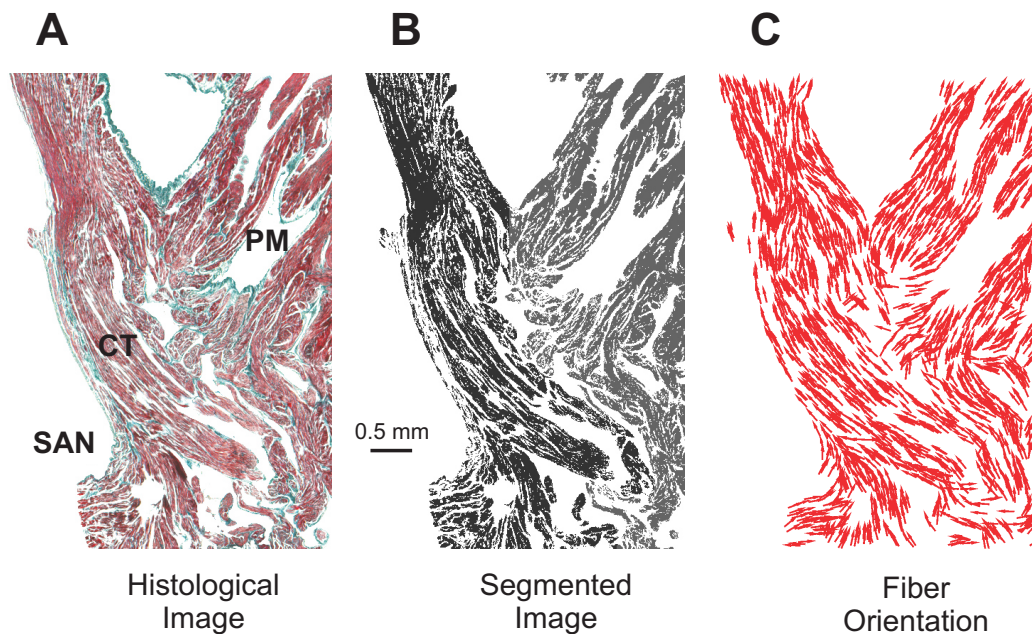 A
B
C
PM
CT
SAN
0.5 mm
Histological
Image
Segmented
Image
Fiber
Orientation